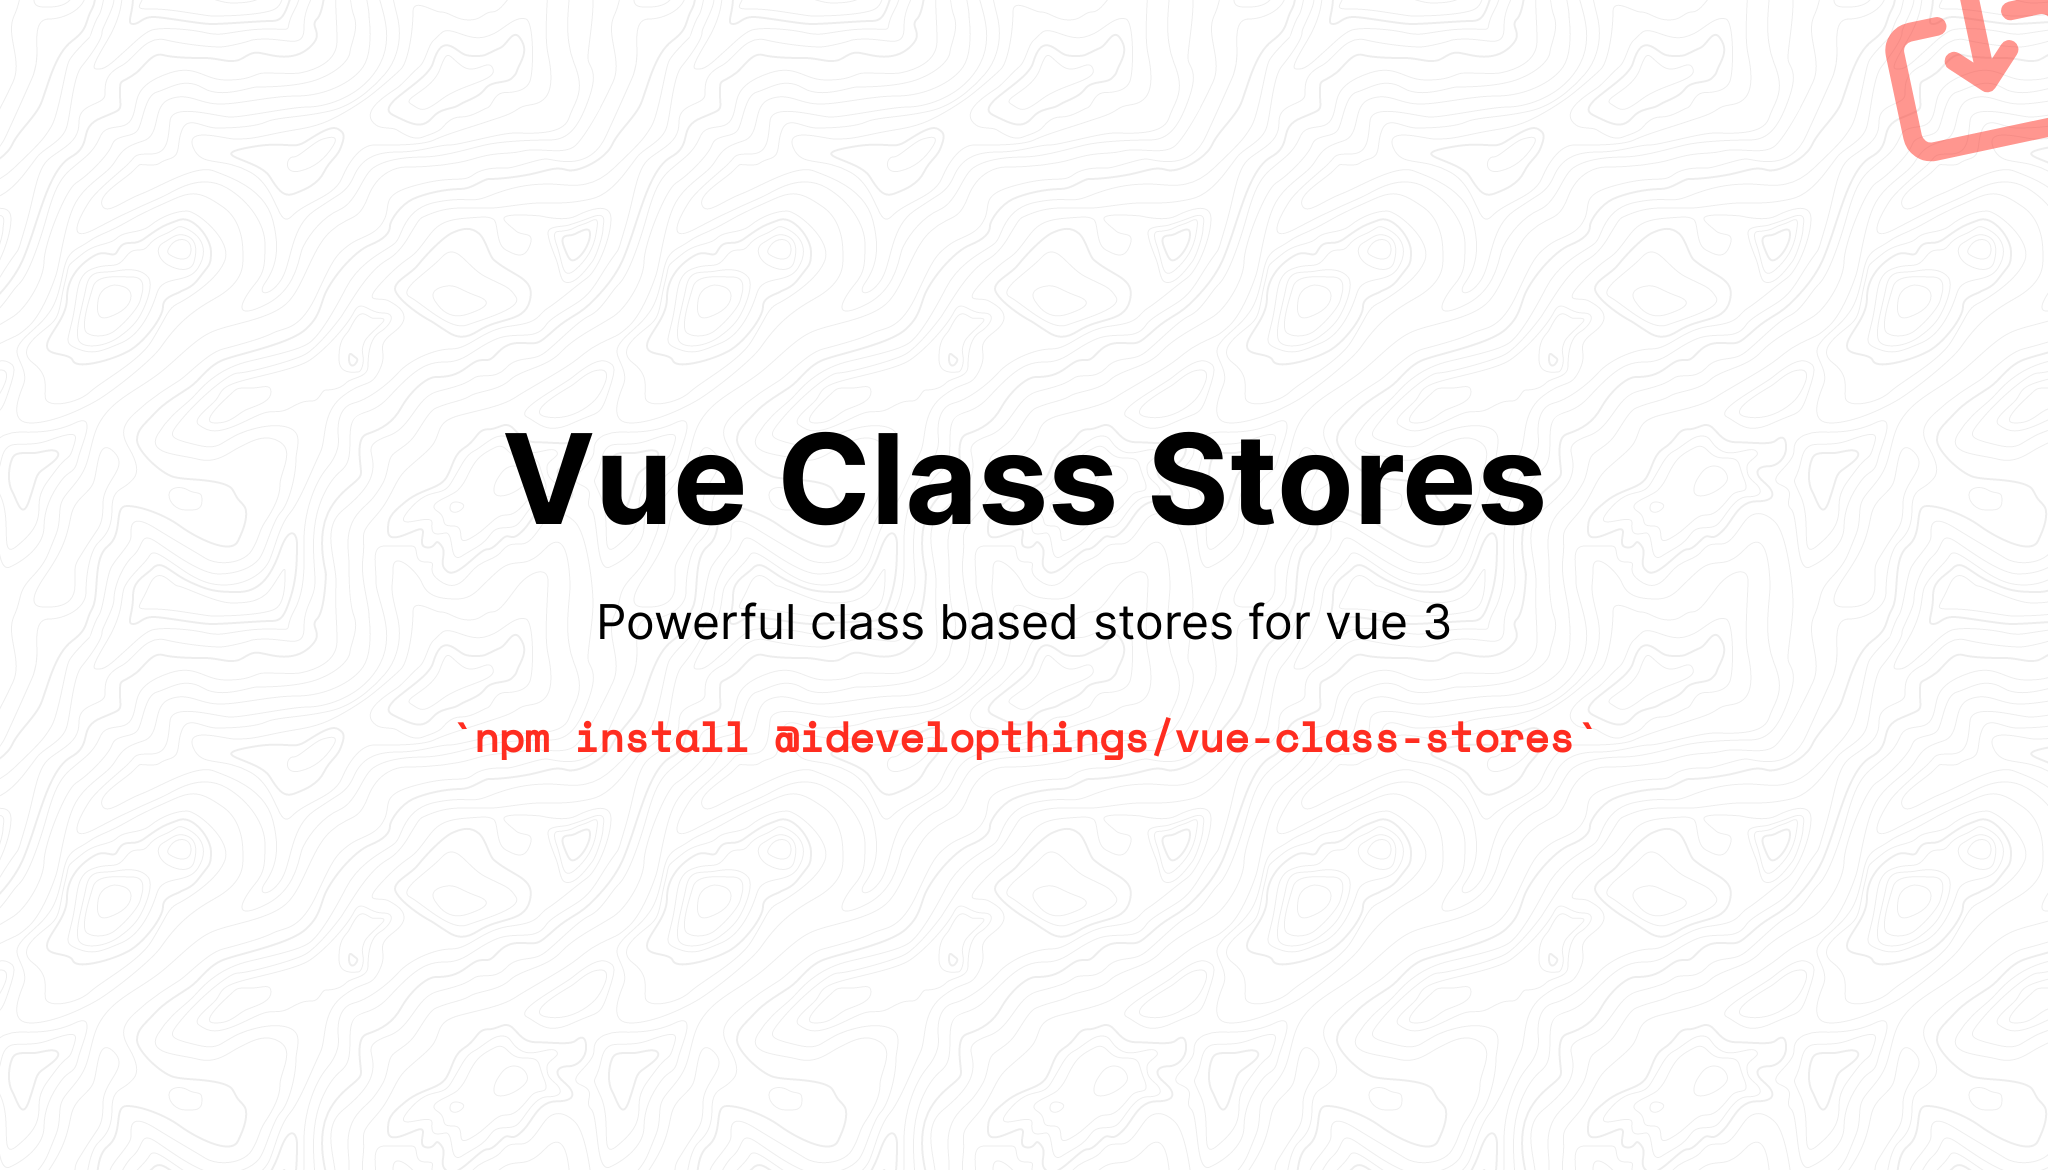 Vue Class Stores
Powerful class based stores for vue 3
`npm install @idevelopthings/vue-class-stores`